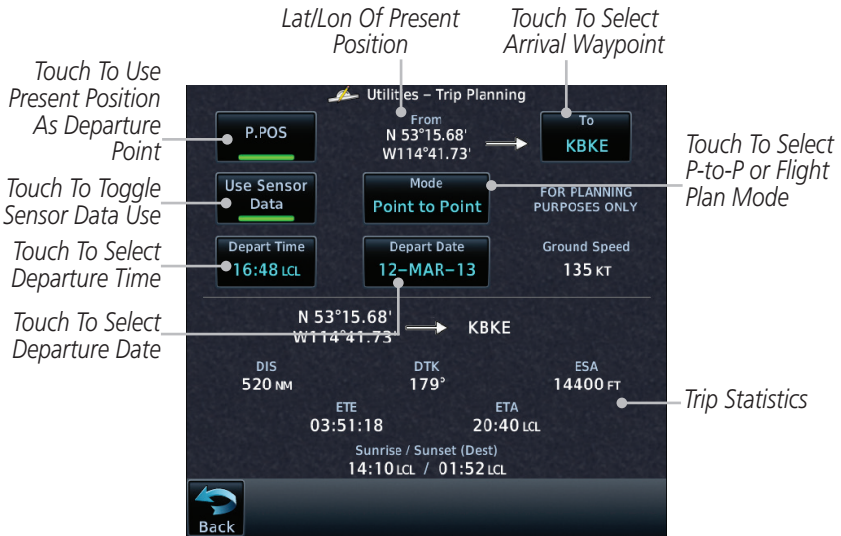 Lat/Lon Of Present
Position
Touch To Select
Arrival Waypoint
Touch To Use
Present Position
As Departure
Point
Utilities – Trip Planning
P.POS
From
N 53°15.68'
W114°41.73'
To
KBKE
Touch To Select
P-to-P or Flight
Plan Mode
Touch To Toggle
Sensor Data Use
Use Sensor
Data
Mode
Point to Point
FOR PLANNING
PURPOSES ONLY
Touch To Select
Departure Time
Depart Time
16:48 LCL
Depart Date
12–MAR–13
Ground Speed
135 KT
Touch To Select
Departure Date
N 53°15.68'
W114°41.73'
KBKE
DIS
520 NM
DTK
179°
ESA
14400 FT
Trip Statistics
ETE
03:51:18
ETA
20:40 LCL
Sunrise / Sunset (Dest)
14:10 LCL / 01:52 LCL
Back